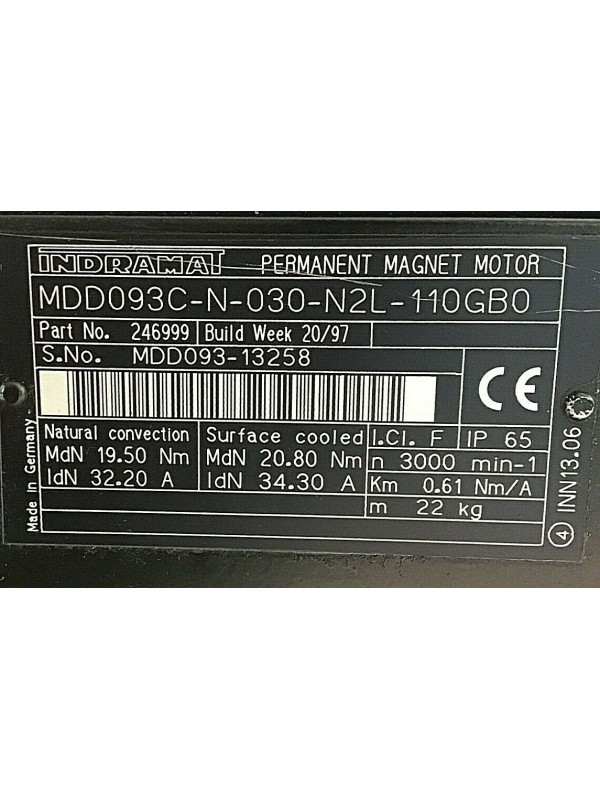 INDRAMAT PERMANENT MAGNET MOTOR
MDD093C-N-030-N2L-110GB0
Part No. 246999 Build Week 20/97
S.No. MDD093-13258
CE
Natural convection Surface cooled I.Cl. F IP 65
MdN 19.50 Nm MdN 20.80 Nm n 3000 min-1
IdN 32.20 A IdN 34.30 A Km 0.61 Nm/A
m 22 kg
Made in Germany.
4 INN13.06